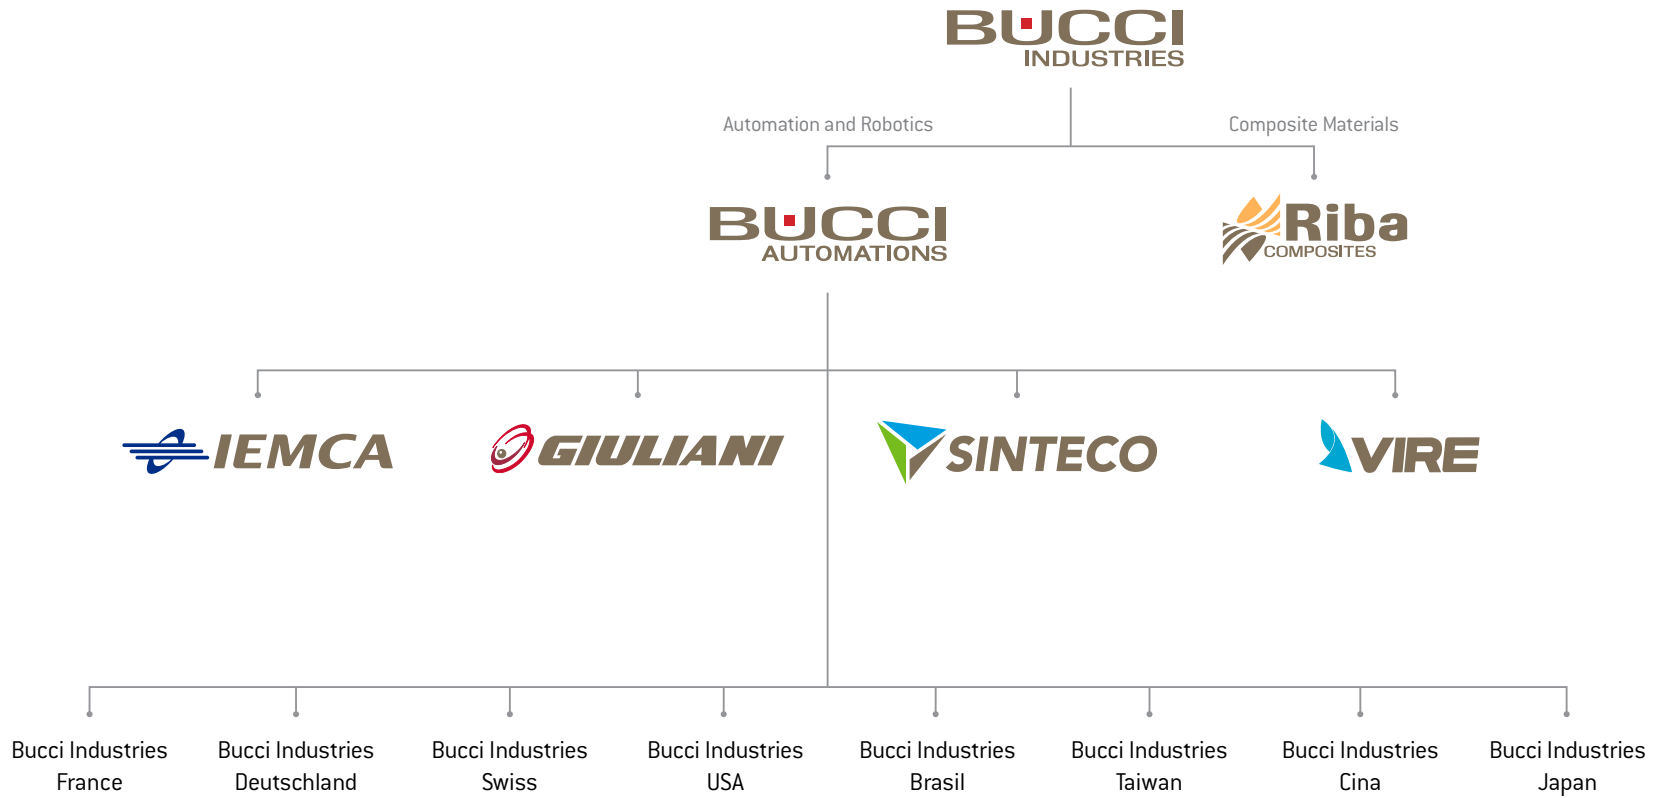 BUCCI
INDUSTRIES
Automation and Robotics
Composite Materials
BUCCI
AUTOMATIONS
Riba
COMPOSITES
IEMCA
GIULIANI
SINTECO
VIRE
Bucci Industries
France
Bucci Industries
Deutschland
Bucci Industries
Swiss
Bucci Industries
USA
Bucci Industries
Brasil
Bucci Industries
Taiwan
Bucci Industries
Cina
Bucci Industries
Japan